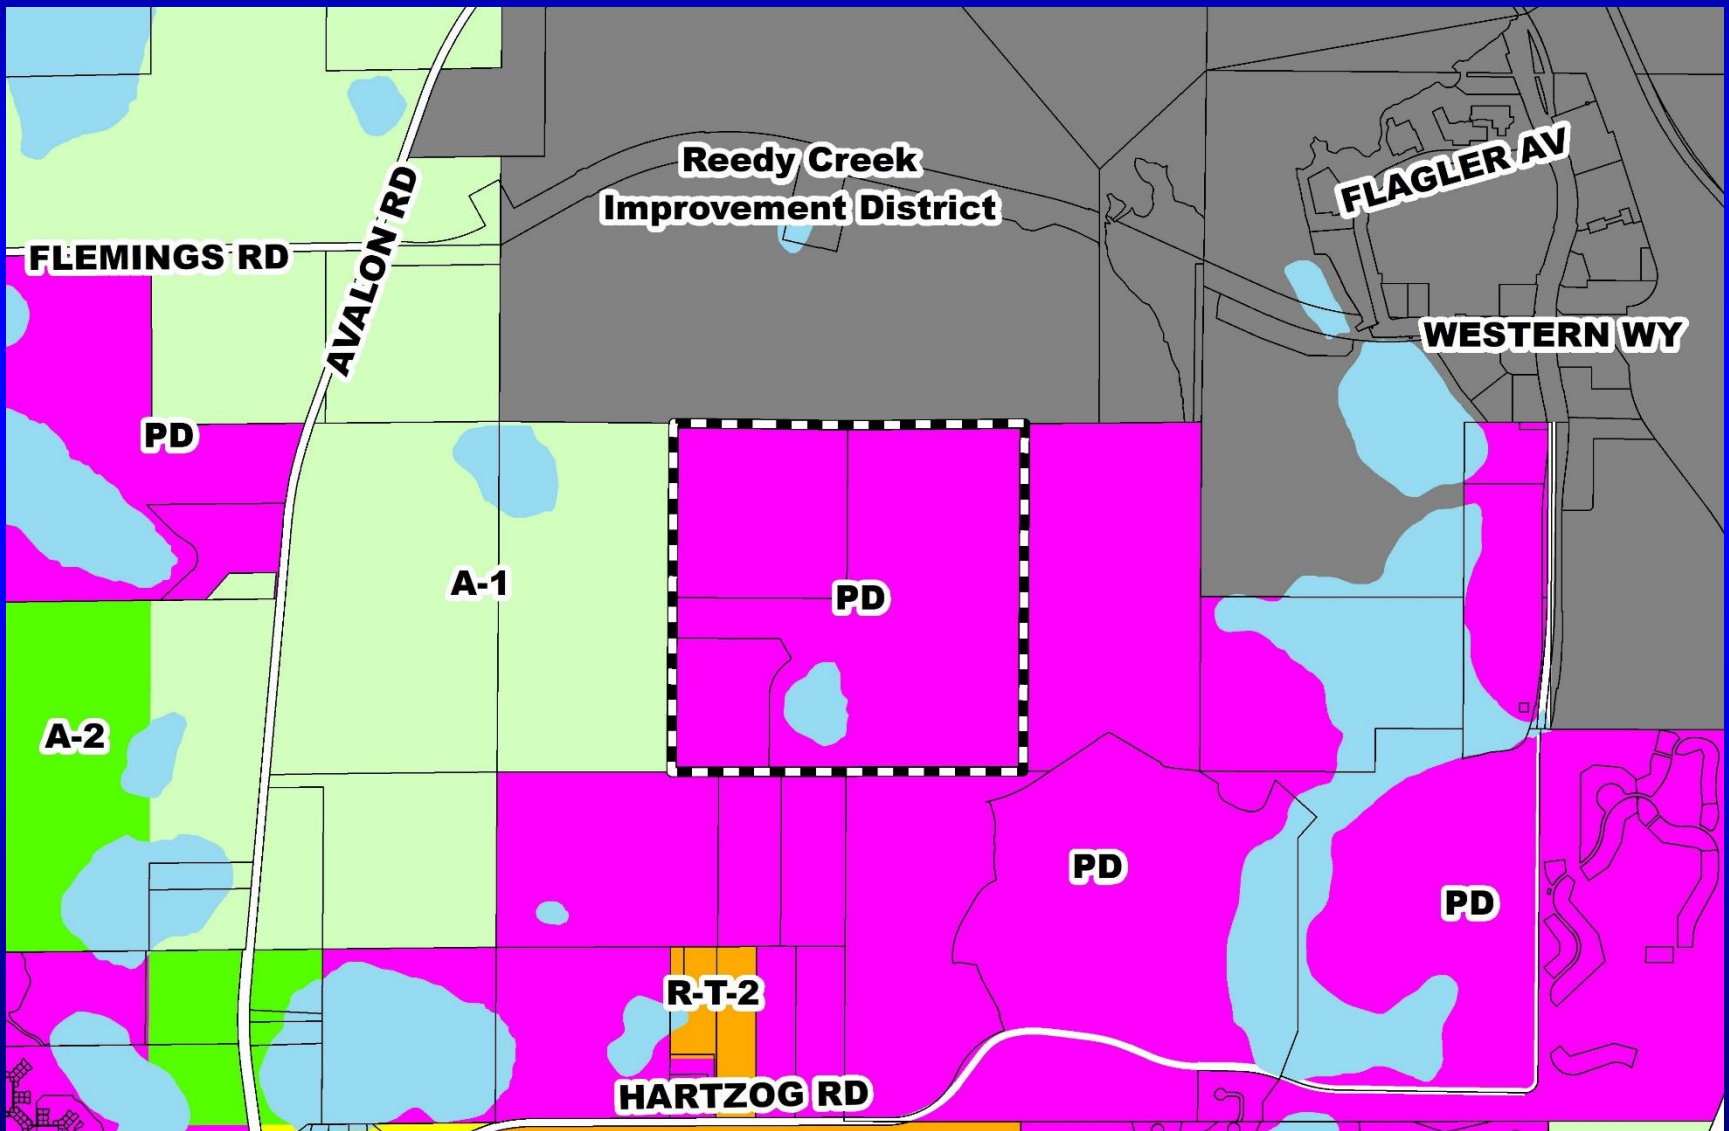 Reedy Creek
Improvement District
FLAGLER AV
AVALON RD
FLEMINGS RD
WESTERN WY
PD
A-1
PD
A-2
PD
PD
R-T-2
HARTZOG RD